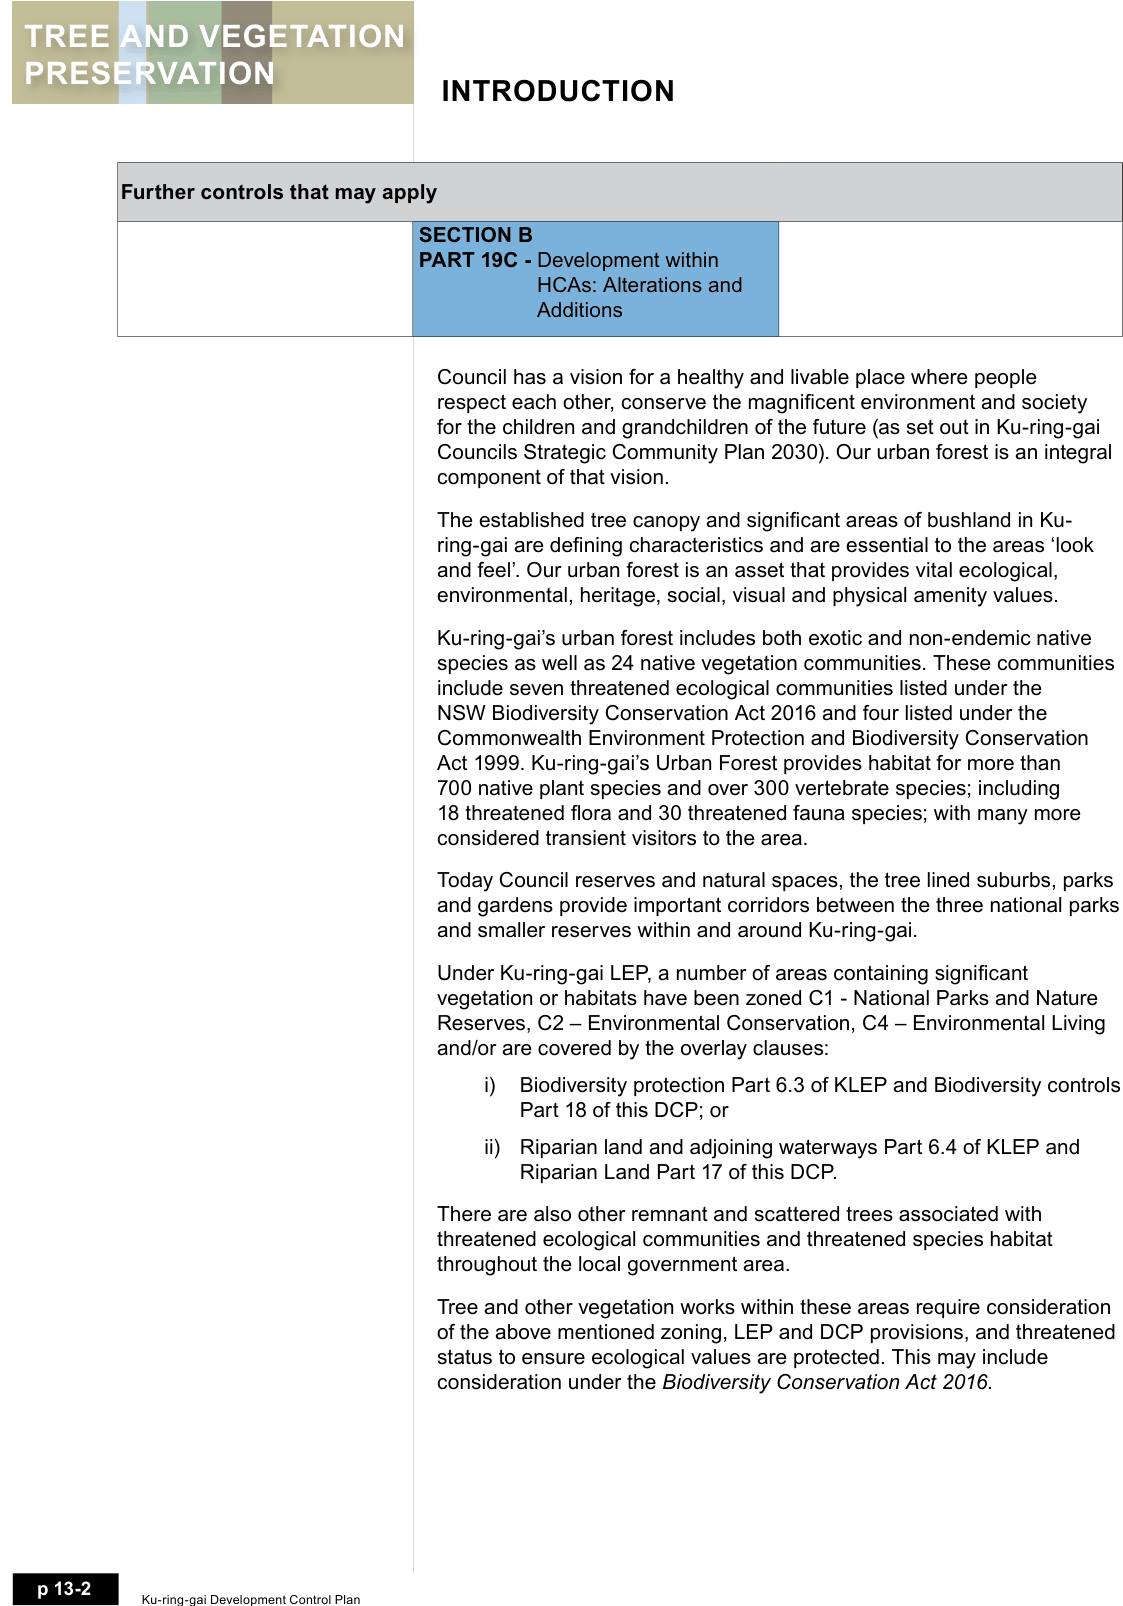 TREE AND VEGETATION
PRESERVATION
INTRODUCTION
Further controls that may apply
SECTION B
PART 19C - Development within
HCAs: Alterations and
Additions
Council has a vision for a healthy and livable place where people
respect each other, conserve the magnificent environment and society
for the children and grandchildren of the future (as set out in Ku-ring-gai
Councils Strategic Community Plan 2030). Our urban forest is an integral
component of that vision.
The established tree canopy and significant areas of bushland in Ku-
ring-gai are defining characteristics and are essential to the areas ‘look
and feel’. Our urban forest is an asset that provides vital ecological,
environmental, heritage, social, visual and physical amenity values.
Ku-ring-gai’s urban forest includes both exotic and non-endemic native
species as well as 24 native vegetation communities. These communities
include seven threatened ecological communities listed under the
NSW Biodiversity Conservation Act 2016 and four listed under the
Commonwealth Environment Protection and Biodiversity Conservation
Act 1999. Ku-ring-gai’s Urban Forest provides habitat for more than
700 native plant species and over 300 vertebrate species; including
18 threatened flora and 30 threatened fauna species; with many more
considered transient visitors to the area.
Today Council reserves and natural spaces, the tree lined suburbs, parks
and gardens provide important corridors between the three national parks
and smaller reserves within and around Ku-ring-gai.
Under Ku-ring-gai LEP, a number of areas containing significant
vegetation or habitats have been zoned C1 - National Parks and Nature
Reserves, C2 – Environmental Conservation, C4 – Environmental Living
and/or are covered by the overlay clauses:
i) Biodiversity protection Part 6.3 of KLEP and Biodiversity controls
Part 18 of this DCP; or
ii) Riparian land and adjoining waterways Part 6.4 of KLEP and
Riparian Land Part 17 of this DCP.
There are also other remnant and scattered trees associated with
threatened ecological communities and threatened species habitat
throughout the local government area.
Tree and other vegetation works within these areas require consideration
of the above mentioned zoning, LEP and DCP provisions, and threatened
status to ensure ecological values are protected. This may include
consideration under the Biodiversity Conservation Act 2016.
p 13-2
Ku-ring-gai Development Control Plan